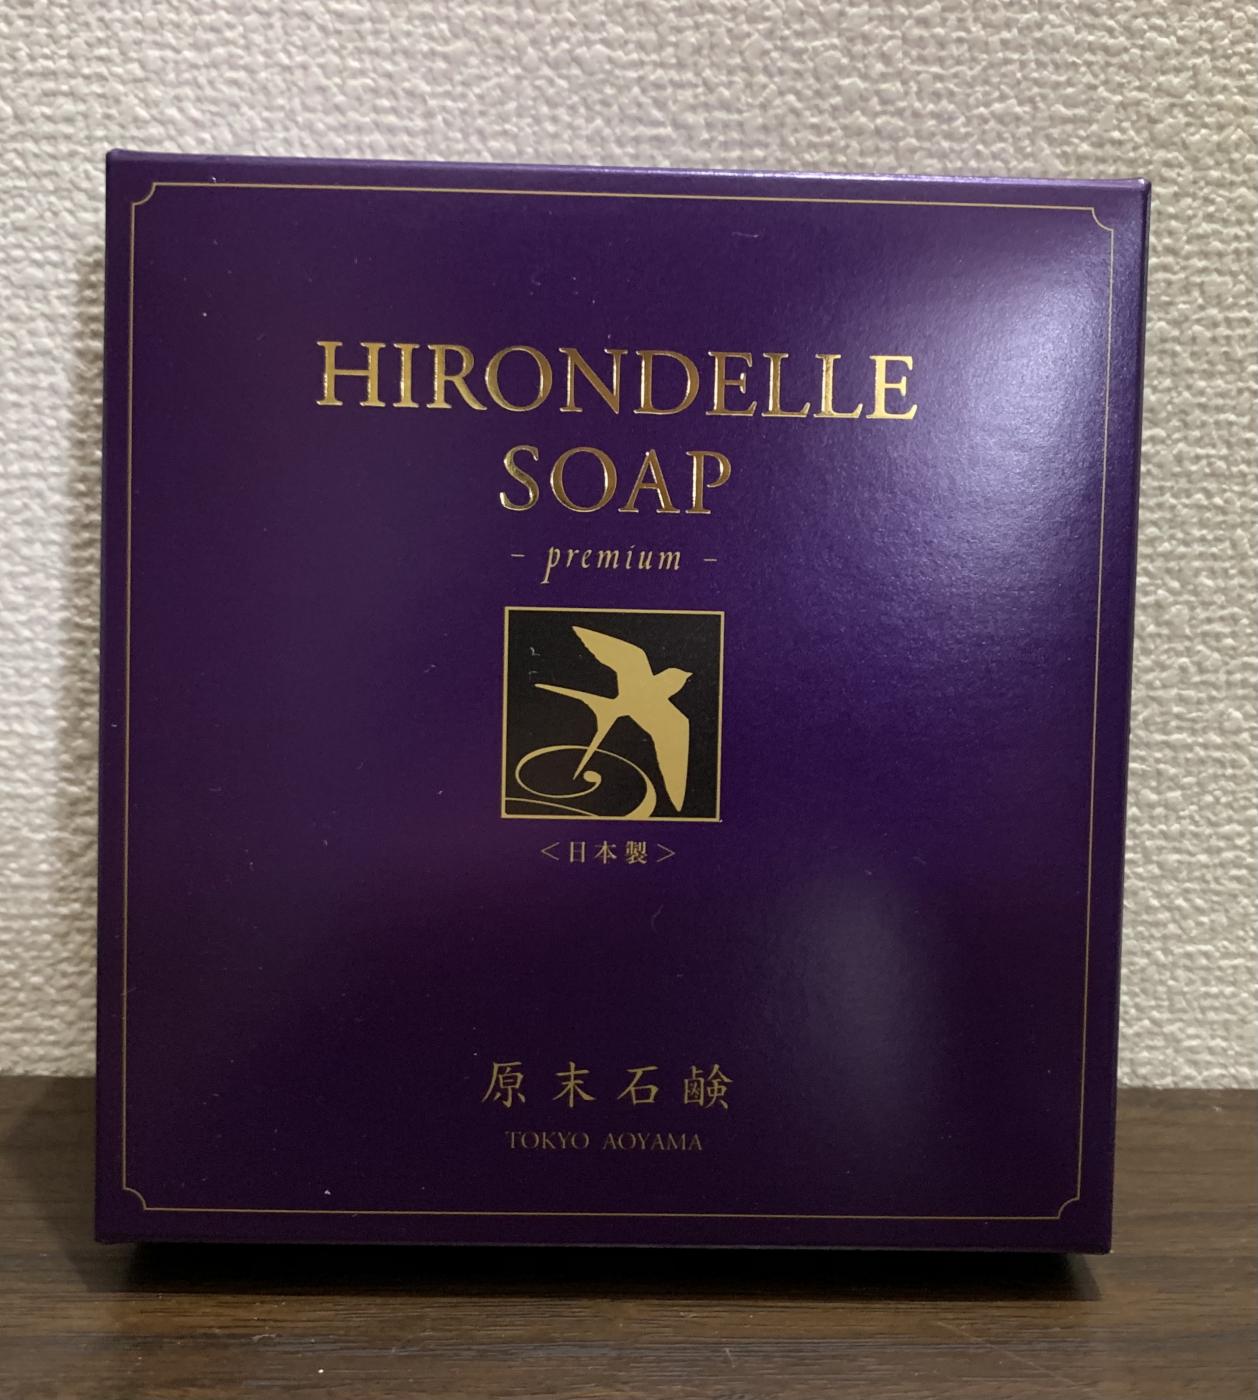 HIRONDELLE
SOAP
- premium -
<日本製>
原末石鹸
TOKYO AOYAMA